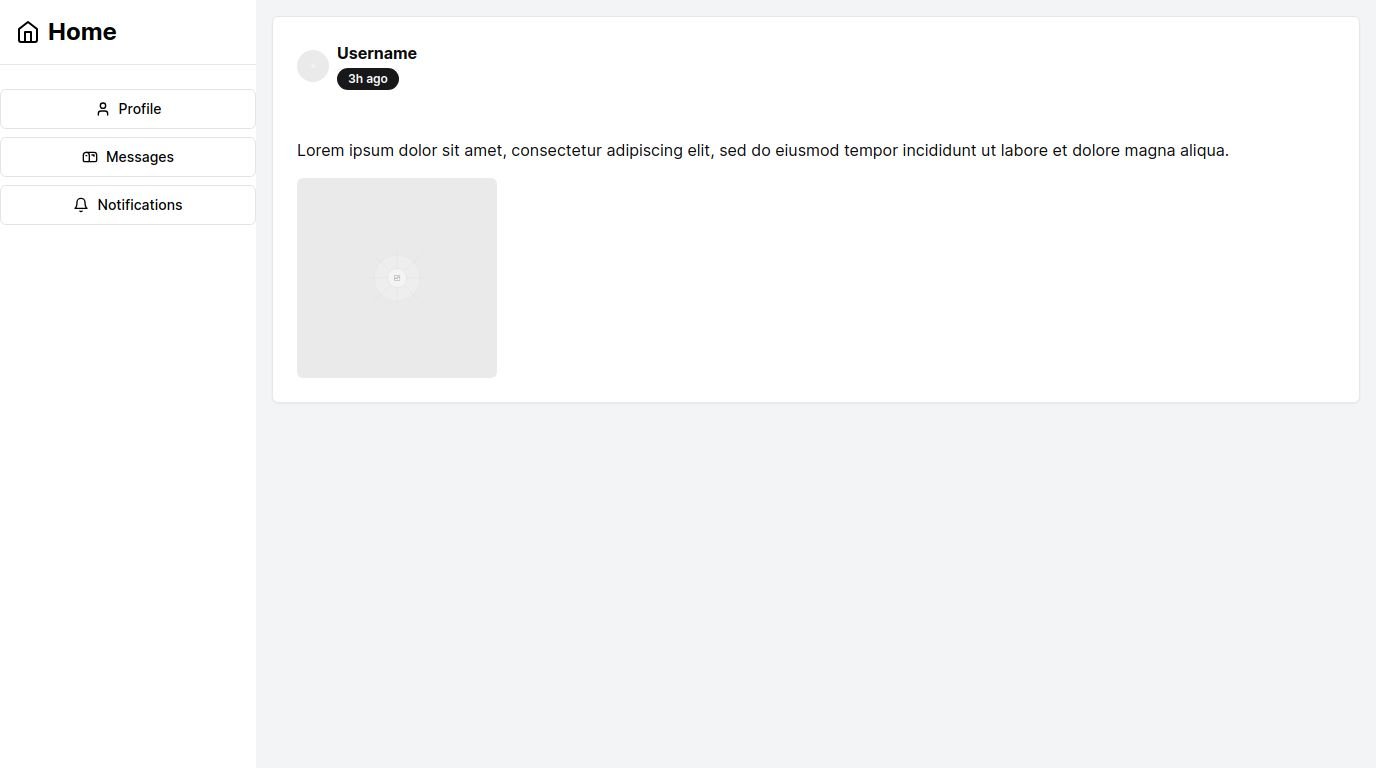 Home
Profile
Messages
Notifications
Username
3h ago
Lorem ipsum dolor sit amet, consectetur adipiscing elit, sed do eiusmod tempor incididunt ut labore et dolore magna aliqua.